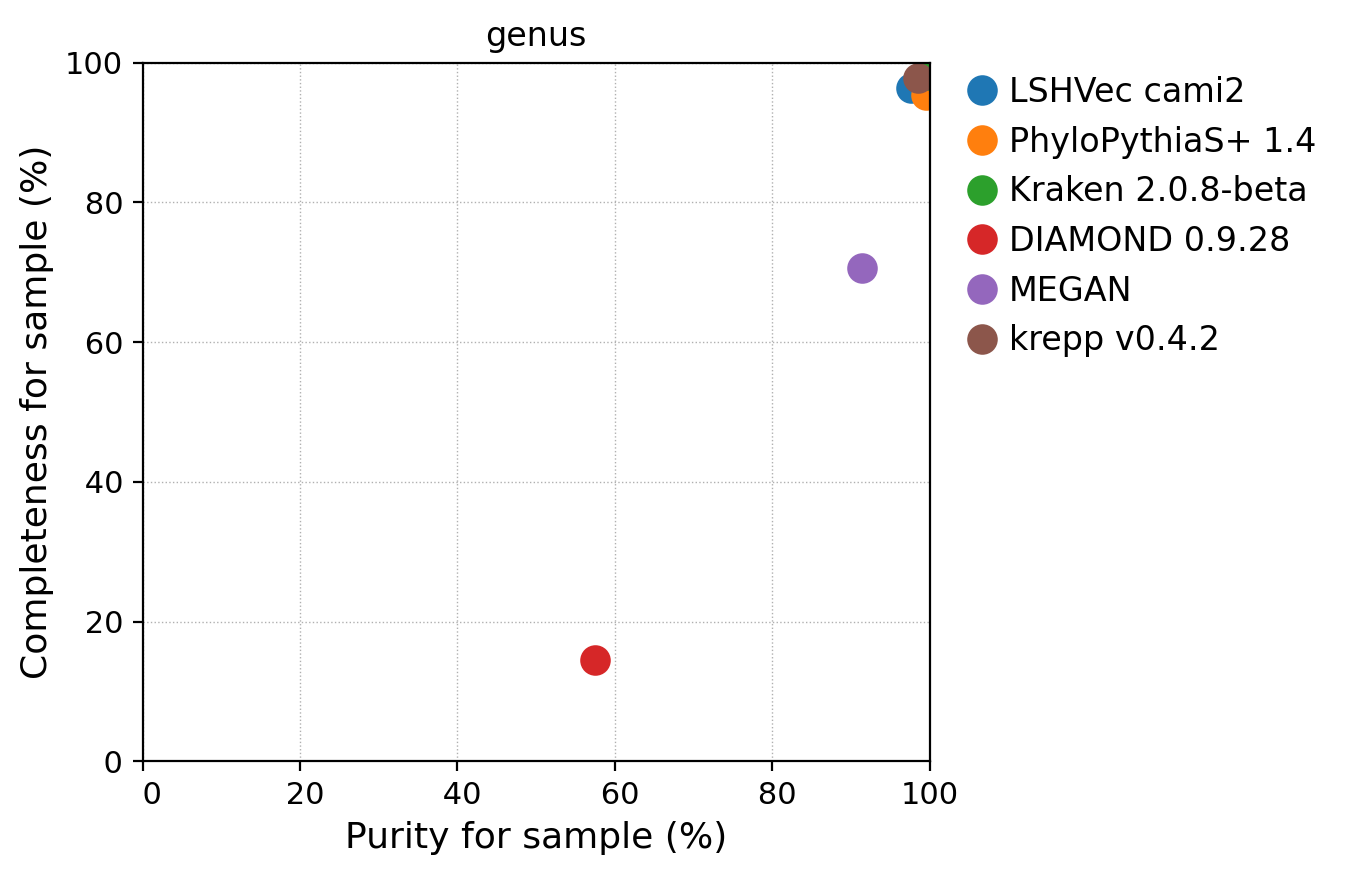 genus
Completeness for sample (%)
100
80
60
40
20
0
0 20 40 60 80 100
Purity for sample (%)
LSHVec cami2
PhyloPythiaS+ 1.4
Kraken 2.0.8-beta
DIAMOND 0.9.28
MEGAN
krepp v0.4.2